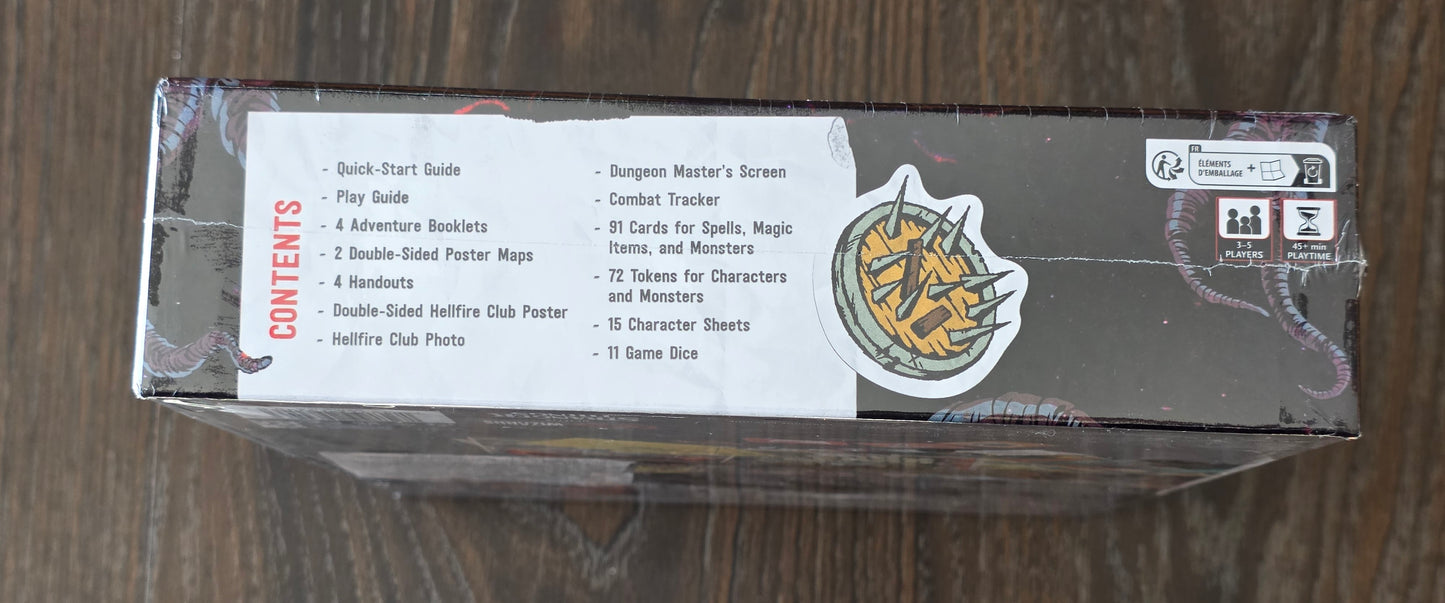 CONTENTS
- Quick-Start Guide
- Play Guide
- 4 Adventure Booklets
- 2 Double-Sided Poster Maps
- 4 Handouts
- Double-Sided Hellfire Club Poster
- Hellfire Club Photo
- Dungeon Master's Screen
- Combat Tracker
- 91 Cards for Spells, Magic
Items, and Monsters
- 72 Tokens for Characters
and Monsters
- 15 Character Sheets
- 11 Game Dice
FR
ÉLÉMENTS
D'EMBALLAGE
+
3-5
PLAYERS
45+ min
PLAYTIME